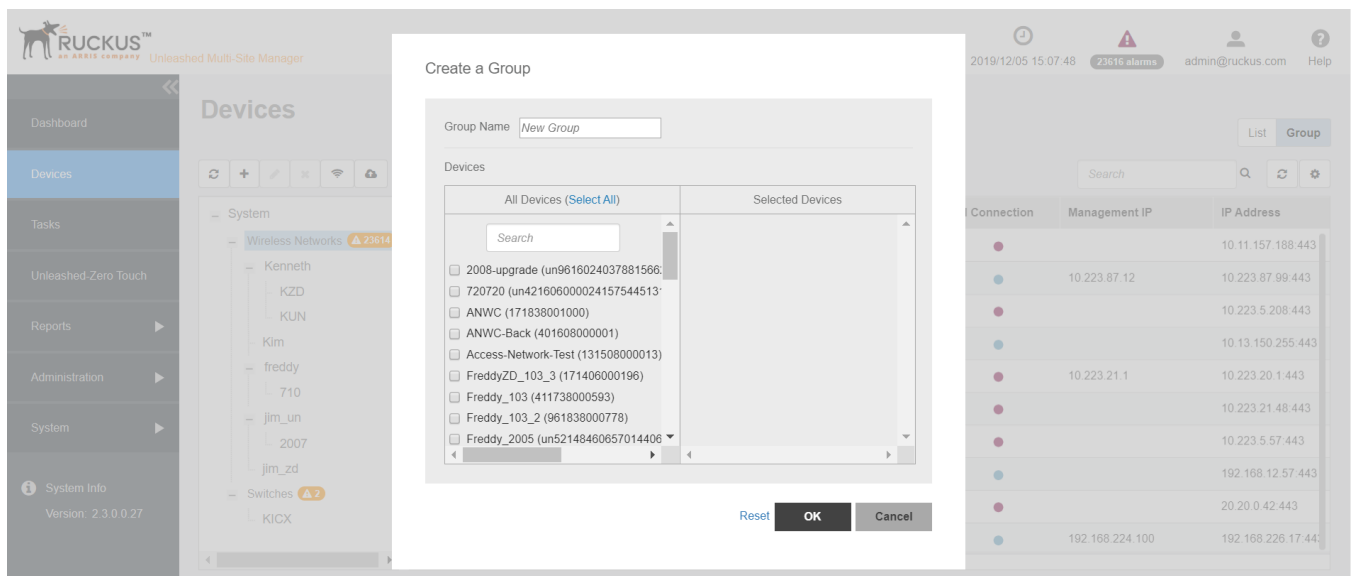 RUCKUS™
an ARRIS company
Unleashed Multi-Site Manager
2019/12/05 15:07:48
23616 alarms
admin@ruckus.com
Help
Dashboard
Devices
Tasks
Unleashed-Zero Touch
Reports
Administration
System
System Info
Version: 2.3.0.0.27
Devices
List
Group
Search
System
Wireless Networks 23614
Kenneth
KZD
KUN
Kim
freddy
710
jim_un
2007
jim_zd
Switches 2
KICX
Create a Group
Group Name New Group
Devices
All Devices (Select All)
Selected Devices
Search
2008-upgrade (un961602403788156
720720 (un421606000024157544513
ANWC (171838001000)
ANWC-Back (401608000001)
Access-Network-Test (131508000013)
FreddyZD_103_3 (171406000196)
Freddy_103 (411738000593)
Freddy_103_2 (961838000778)
Freddy_2005 (un52148460657014406
Reset
OK
Cancel
Connection
Management IP
IP Address
10.11.157.188:443
10.223.87.12
10.223.87.99:443
10.223.5.208:443
10.13.150.255:443
10.223.21.1
10.223.20.1:443
10.223.21.48:443
10.223.5.57:443
192.168.12.57:443
20.20.0.42:443
192.168.224.100
192.168.226.17:44